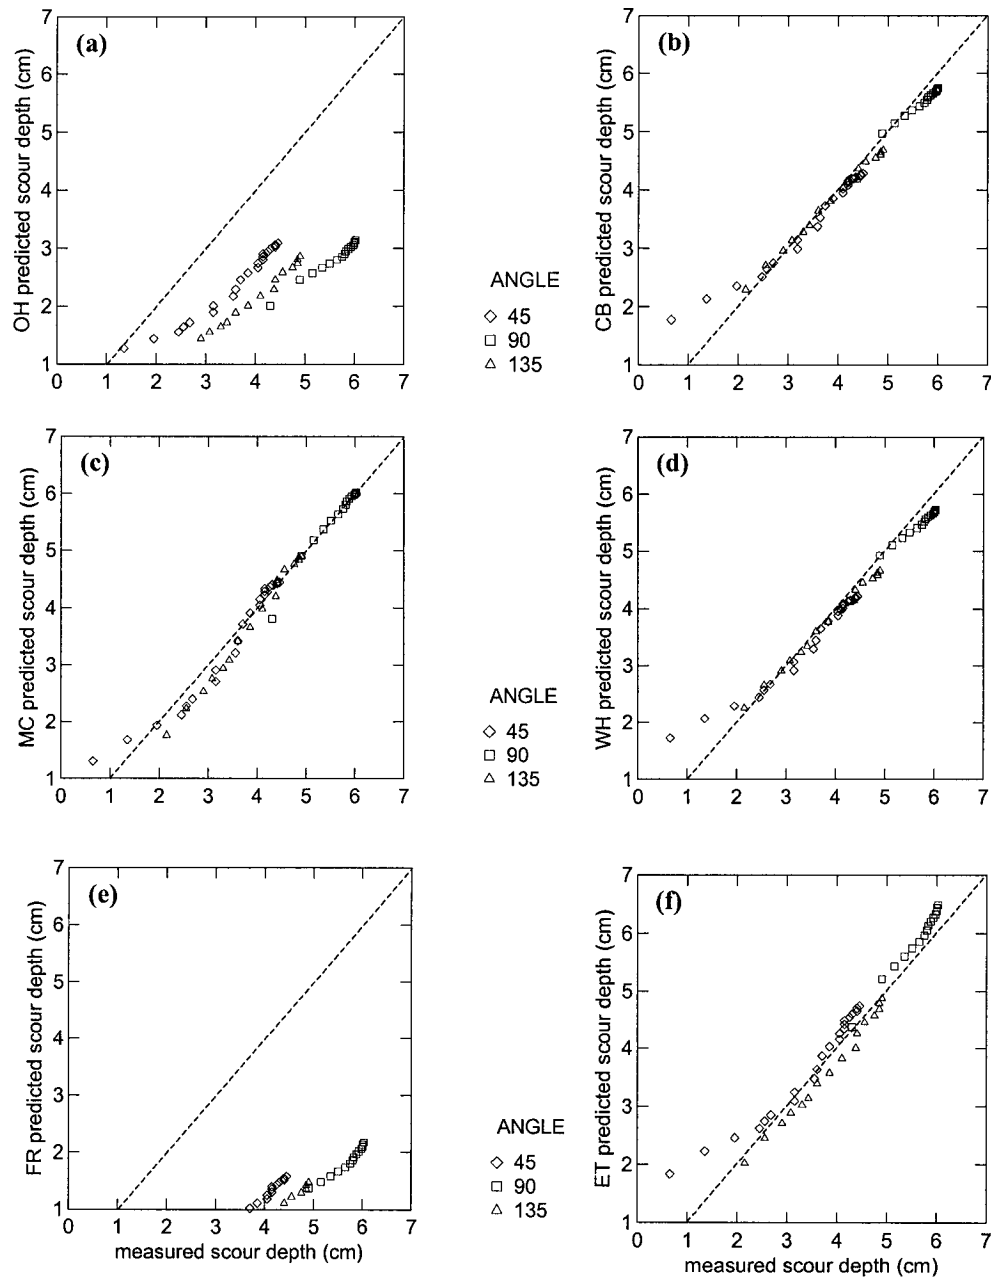 (a)
OH predicted scour depth (cm)
7
6
5
4
3
2
1
0 1 2 3 4 5 6 7
ANGLE
45
90
135
(b)
CB predicted scour depth (cm)
7
6
5
4
3
2
1
0 1 2 3 4 5 6 7
(c)
MC predicted scour depth (cm)
7
6
5
4
3
2
1
0 1 2 3 4 5 6 7
ANGLE
45
90
135
(d)
WH predicted scour depth (cm)
7
6
5
4
3
2
1
0 1 2 3 4 5 6 7
(e)
FR predicted scour depth (cm)
7
6
5
4
3
2
1
0 1 2 3 4 5 6 7
measured scour depth (cm)
ANGLE
45
90
135
(f)
ET predicted scour depth (cm)
7
6
5
4
3
2
1
0 1 2 3 4 5 6 7
measured scour depth (cm)